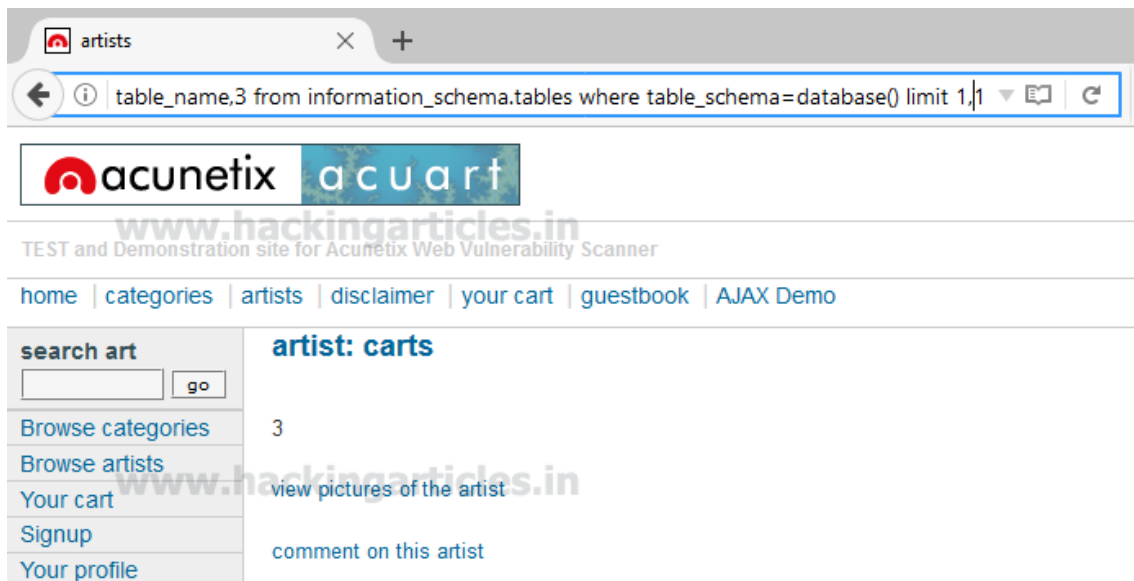 artists
table_name,3 from information_schema.tables where table_schema=database() limit 1,1
acunetix acuart
www.hackingarticles.in
TEST and Demonstration site for Acunetix Web Vulnerability Scanner
home | categories | artists | disclaimer | your cart | guestbook | AJAX Demo
search art
go
Browse categories
Browse artists
Your cart
Signup
Your profile
artist: carts
3
www.hackingarticles.in
view pictures of the artist
comment on this artist